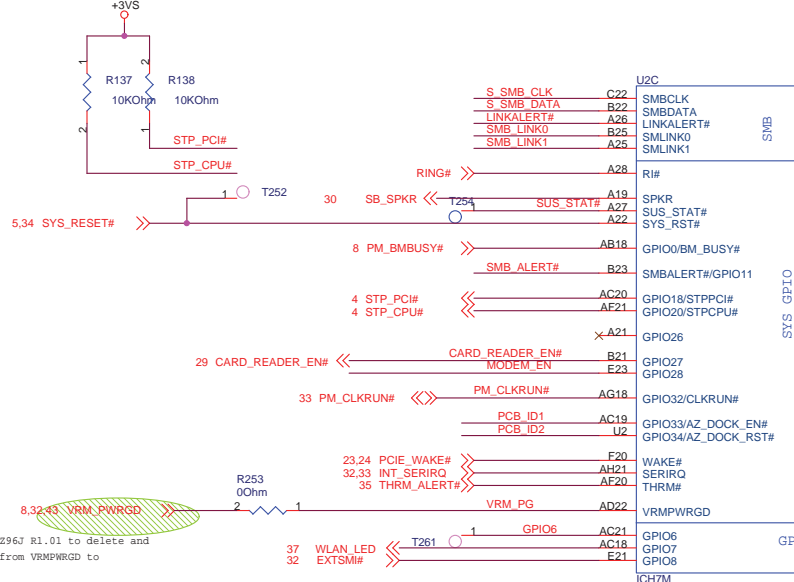 +3VS
1 2
R137 R138
10KOhm 10KOhm
2 1
STP_PCI#
STP_CPU#
U2C
S_SMB_CLK C22 SMBCLK
S_SMB_DATA B22 SMBDATA
LINKALERT# A26 LINKALERT#
SMB_LINK0 B25 SMLINK0
SMB_LINK1 A25 SMLINK1
SMB
RING# A28 RI#
1 T252
30 SB_SPKR A19 SPKR
T254 1 SUS_STAT# A27 SUS_STAT#
5,34 SYS_RESET# A22 SYS_RST#
8 PM_BMBUSY# AB18 GPIO0/BM_BUSY#
SMB_ALERT# B23 SMBALERT#/GPIO11
4 STP_PCI# AC20 GPIO18/STPPCI#
4 STP_CPU# AF21 GPIO20/STPCPU#
SYS GPIO
A21 GPIO26
29 CARD_READER_EN# CARD_READER_EN# B21 GPIO27
MODEM_EN E23 GPIO28
33 PM_CLKRUN# PM_CLKRUN# AG18 GPIO32/CLKRUN#
PCB_ID1 AC19 GPIO33/AZ_DOCK_EN#
PCB_ID2 U2 GPIO34/AZ_DOCK_RST#
23,24 PCIE_WAKE# F20 WAKE#
32,33 INT_SERIRQ AH21 SERIRQ
35 THRM_ALERT# AF20 THRM#
R253
0Ohm
8,32,43 VRM_PWRGD 2 1 VRM_PG AD22 VRMPWRGD
T261 1 GPIO6 AC21 GPIO6
37 WLAN_LED AC18 GPIO7
32 EXTSMI# E21 GPIO8
GP
ICH7M
Z96J R1.01 to delete and
from VRMPWRGD to